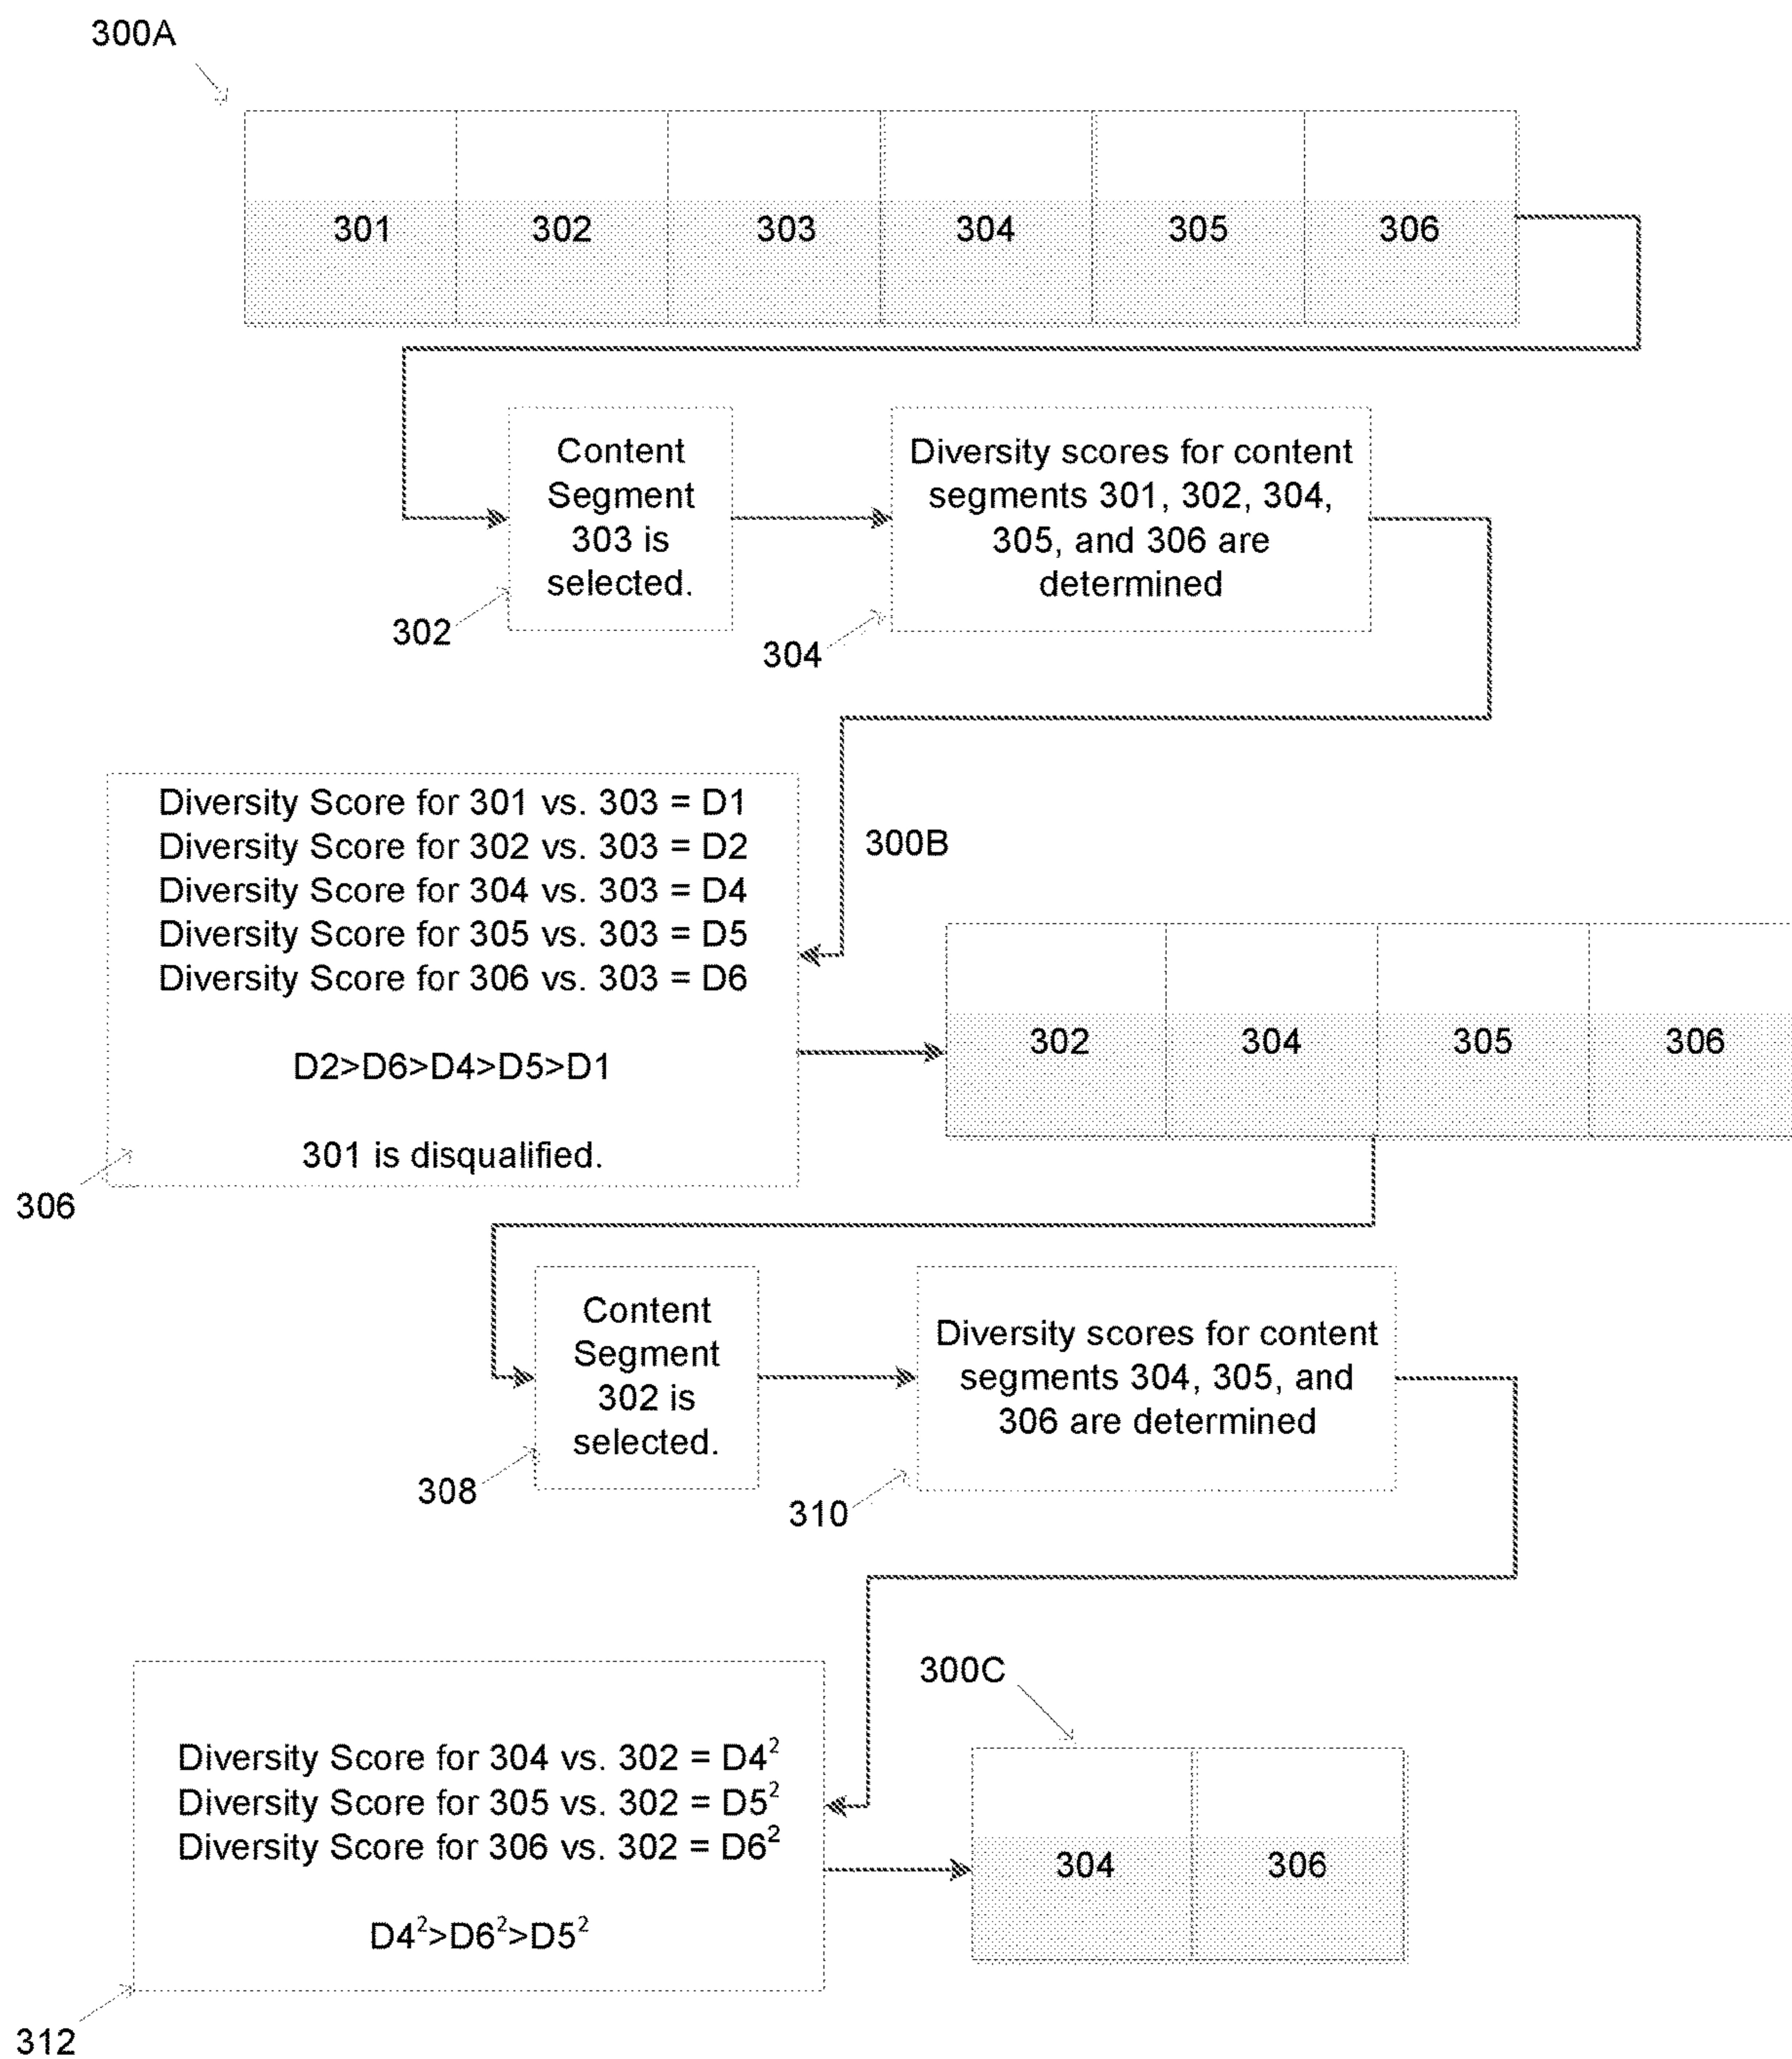 300A
301 302 303 304 305 306
Content
Segment
303 is
selected.
302
Diversity scores for content
segments 301, 302, 304,
305, and 306 are
determined
304
Diversity Score for 301 vs. 303 = D1
Diversity Score for 302 vs. 303 = D2
Diversity Score for 304 vs. 303 = D4
Diversity Score for 305 vs. 303 = D5
Diversity Score for 306 vs. 303 = D6
D2>D6>D4>D5>D1
301 is disqualified.
306
300B
302 304 305 306
Content
Segment
302 is
selected.
308
Diversity scores for content
segments 304, 305, and
306 are determined
310
Diversity Score for 304 vs. 302 = D4²
Diversity Score for 305 vs. 302 = D5²
Diversity Score for 306 vs. 302 = D6²
D4²>D6²>D5²
312
300C
304 306